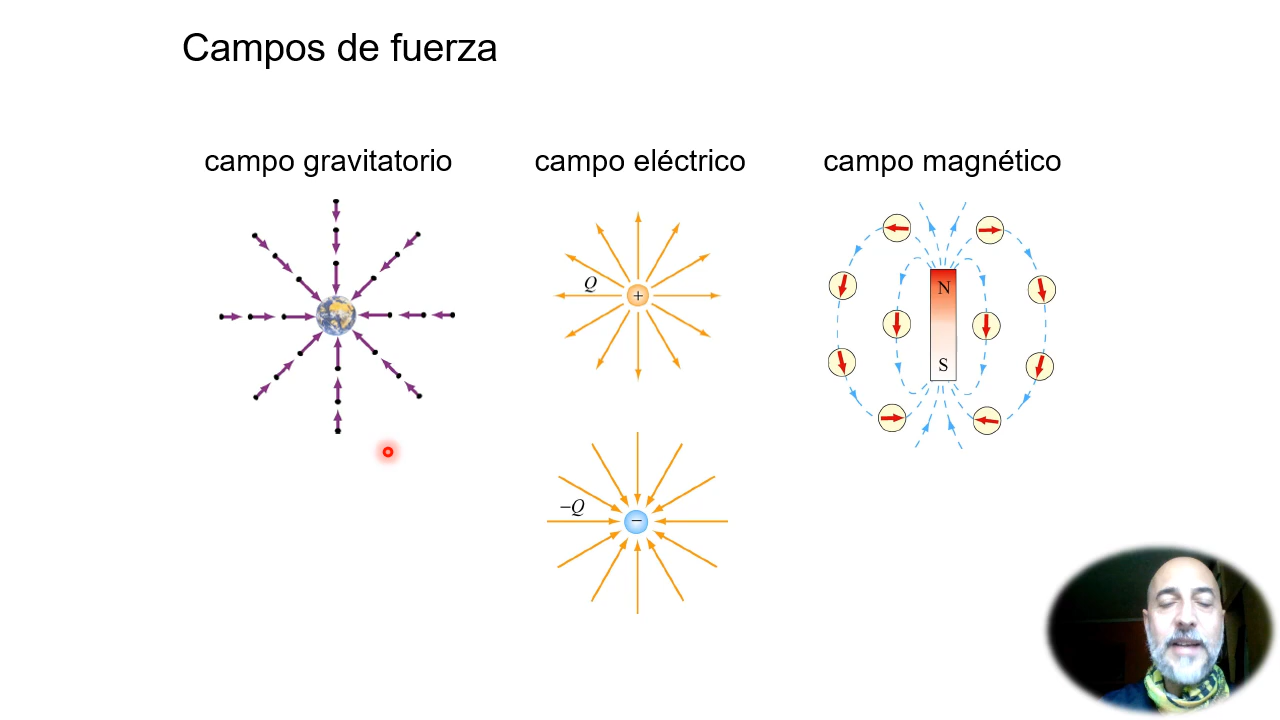 Campos de fuerza
campo gravitatorio
campo eléctrico
campo magnético
Q
+
N
S
−Q
−